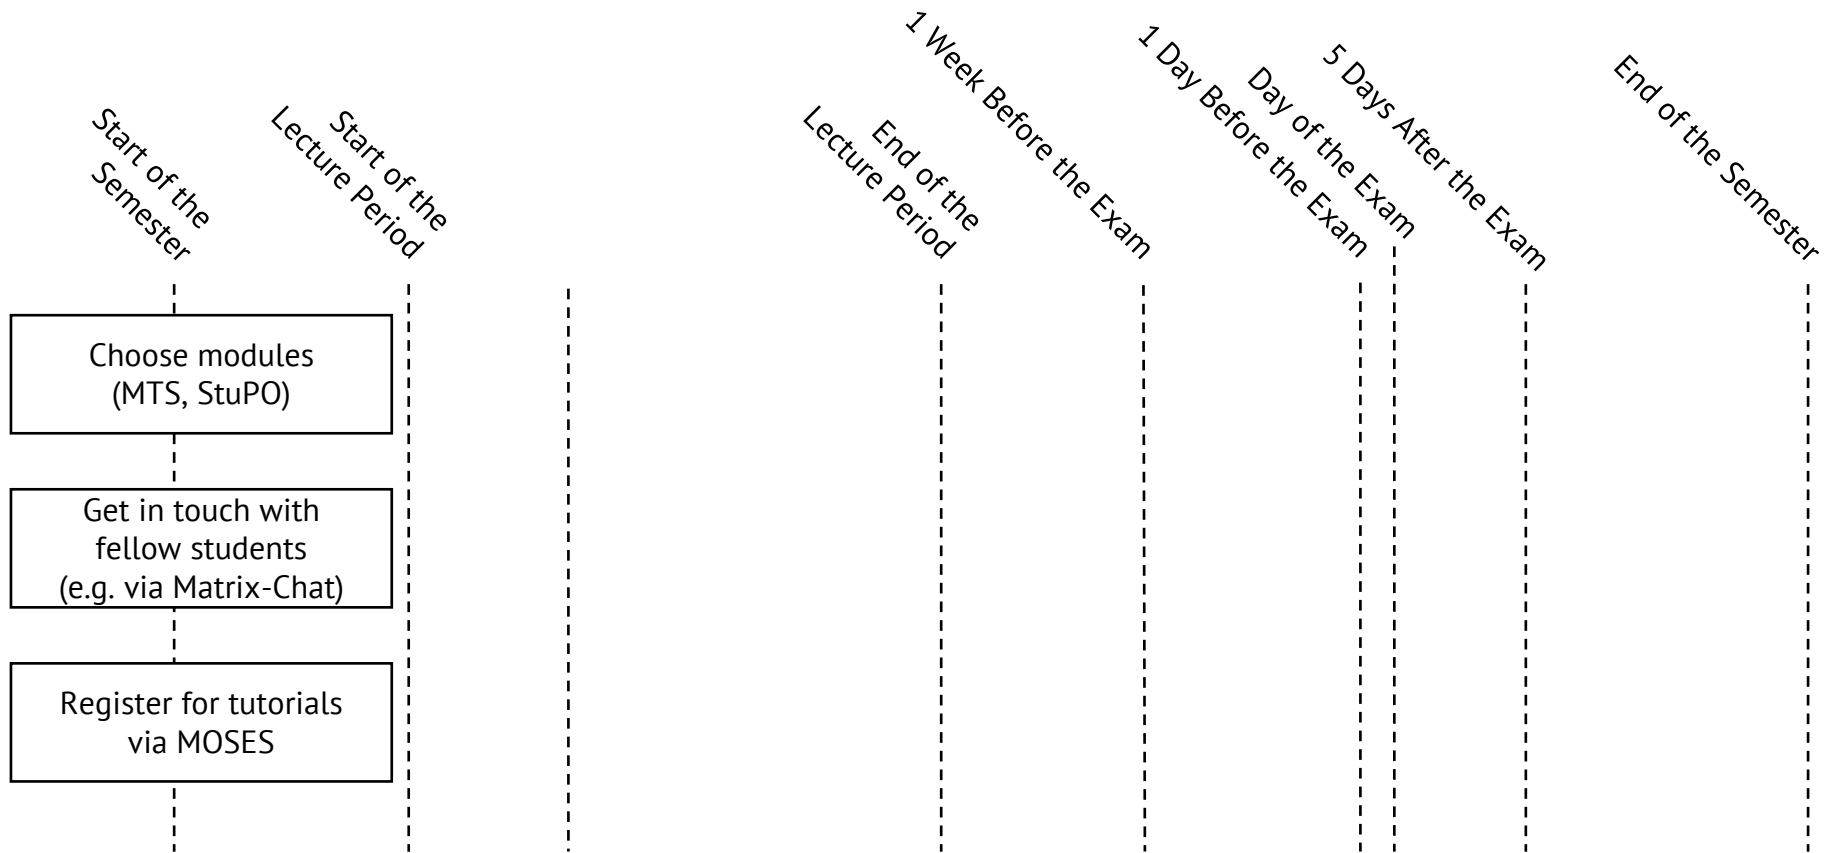 Start of the
Semester
Start of the
Lecture Period
End of the
Lecture Period
1 Week Before the Exam
1 Day Before the Exam
Day of the Exam
5 Days After the Exam
End of the Semester
Choose modules
(MTS, StuPO)
Get in touch with
fellow students
(e.g. via Matrix-Chat)
Register for tutorials
via MOSES